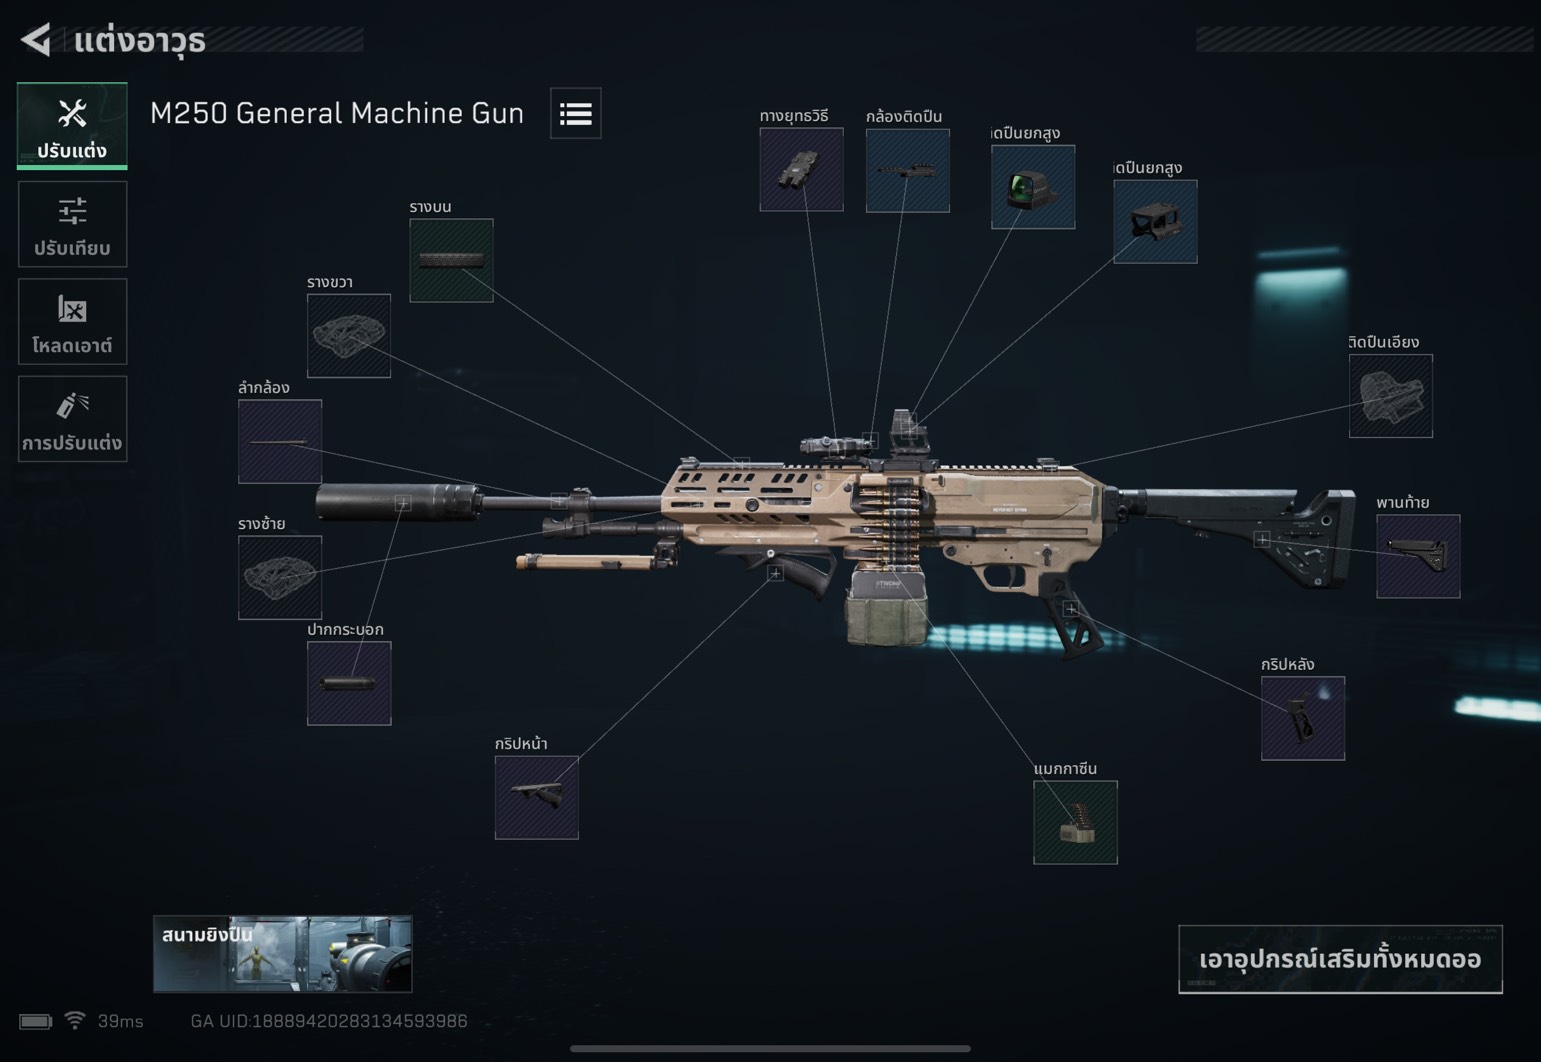 แต่งอาวุธ
ปรับแต่ง
M250 General Machine Gun
ทางยุทธวิธี
กล้องติดปืน
ิดปืนยกสูง
ิดปืนยกสูง
ปรับเทียบ
รางบน
รางขวา
โหลดเอาต์
ติดปืนเอียง
ลำกล้อง
การปรับแต่ง
พานท้าย
รางซ้าย
ปากกระบอก
กริปหลัง
กริปหน้า
แมกกาซีน
สนามยิงปืน
เอาอุปกรณ์เสริมทั้งหมดออ
39ms
GA UID:18889420283134593986